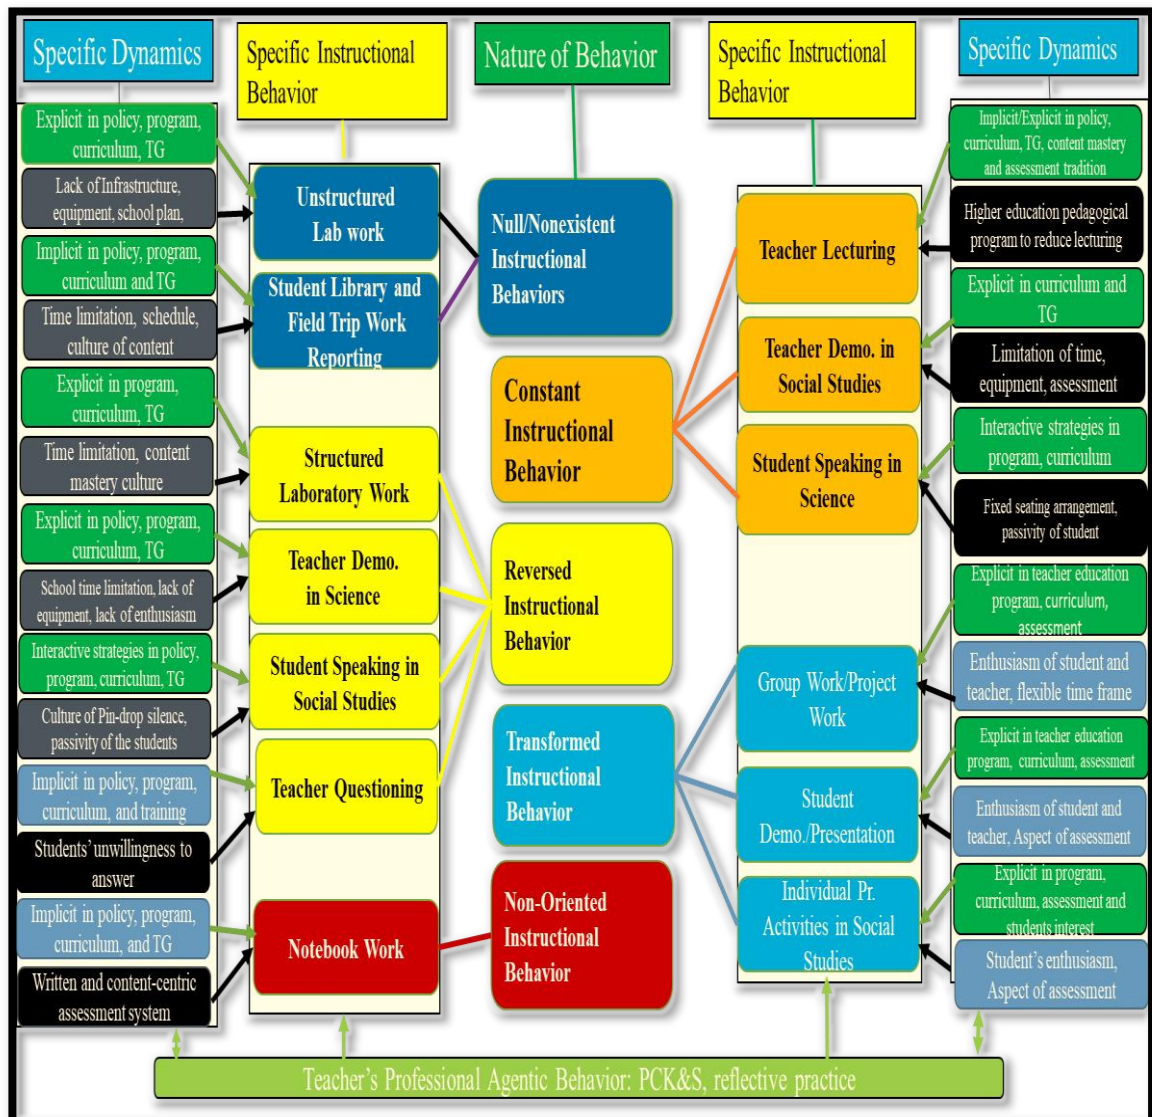 Specific Dynamics
Explicit in policy, program,
curriculum, TG
Lack of Infrastructure,
equipment, school plan,
Implicit in policy, program,
curriculum and TG
Time limitation, schedule,
culture of content
Explicit in program,
curriculum, TG
Time limitation, content
mastery culture
Explicit in policy, program,
curriculum, TG
School time limitation, lack of
equipment, lack of enthusiasm
Interactive strategies in policy,
program, curriculum, TG
Culture of Pin-drop silence,
passivity of the students
Implicit in policy, program,
curriculum, and training
Students' unwillingness to
answer
Implicit in policy, program,
curriculum, and TG
Written and content-centric
assessment system
Specific Instructional
Behavior
Unstructured
Lab work
Student Library and
Field Trip Work
Reporting
Structured
Laboratory Work
Teacher Demo.
in Science
Student Speaking in
Social Studies
Teacher Questioning
Notebook Work
Nature of Behavior
Null/Nonexistent
Instructional
Behaviors
Constant
Instructional
Behavior
Reversed
Instructional
Behavior
Transformed
Instructional
Behavior
Non-Oriented
Instructional
Behavior
Specific Instructional
Behavior
Teacher Lecturing
Teacher Demo. in
Social Studies
Student Speaking in
Science
Group Work/Project
Work
Student
Demo./Presentation
Individual Pr.
Activities in Social
Studies
Specific Dynamics
Implicit/Explicit in policy,
curriculum, TG, content mastery
and assessment tradition
Higher education pedagogical
program to reduce lecturing
Explicit in curriculum and
TG
Limitation of time,
equipment, assessment
Interactive strategies in
program, curriculum
Fixed seating arrangement,
passivity of student
Explicit in teacher education
program, curriculum,
assessment
Enthusiasm of student and
teacher, flexible time frame
Explicit in teacher education
program, curriculum, assessment
Enthusiasm of student and
teacher, Aspect of assessment
Explicit in program,
curriculum, assessment and
students interest
Student's enthusiasm,
Aspect of assessment
Teacher's Professional Agentic Behavior: PCK&S, reflective practice